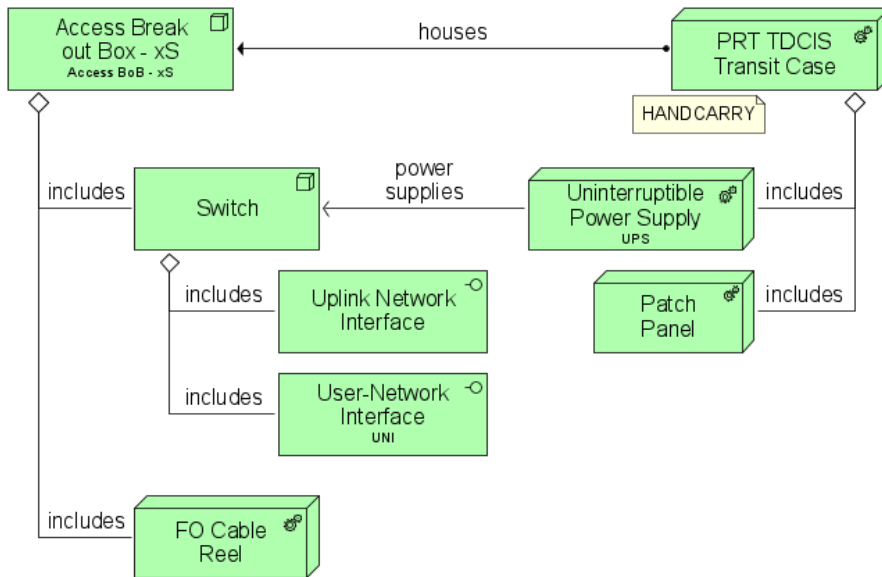 Access Break
out Box - xS
Access BoB - xS
houses
PRT TDCIS
Transit Case
HANDCARRY
includes
Switch
power
supplies
Uninterruptible
Power Supply
UPS
includes
includes
Uplink Network
Interface
Patch
Panel
includes
includes
User-Network
Interface
UNI
includes
FO Cable
Reel